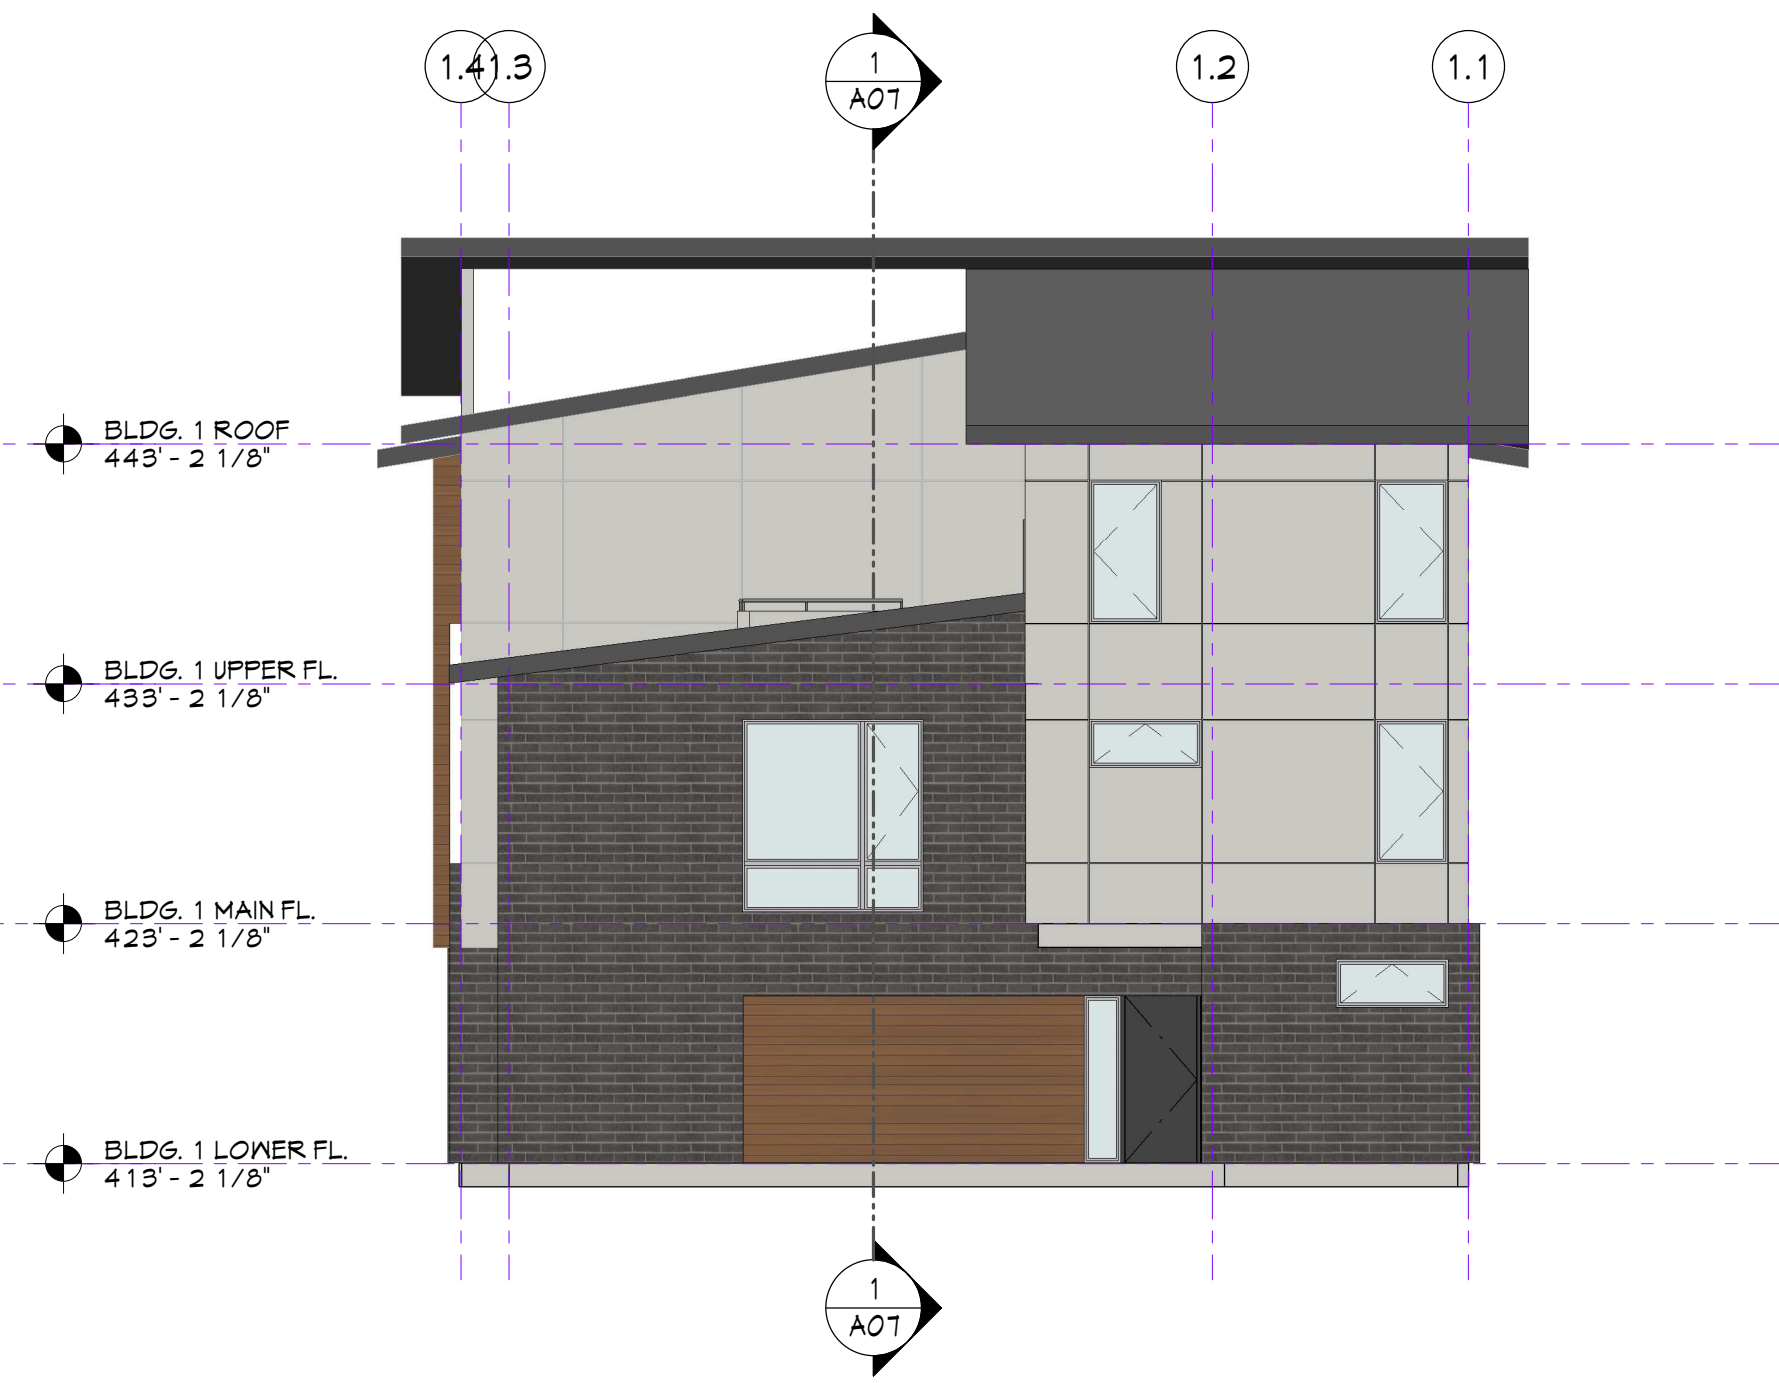 1.4
1.3
1
A07
1.2
1.1
BLDG. 1 ROOF
443' - 2 1/8"
BLDG. 1 UPPER FL.
433' - 2 1/8"
BLDG. 1 MAIN FL.
423' - 2 1/8"
BLDG. 1 LOWER FL.
413' - 2 1/8"
1
A07